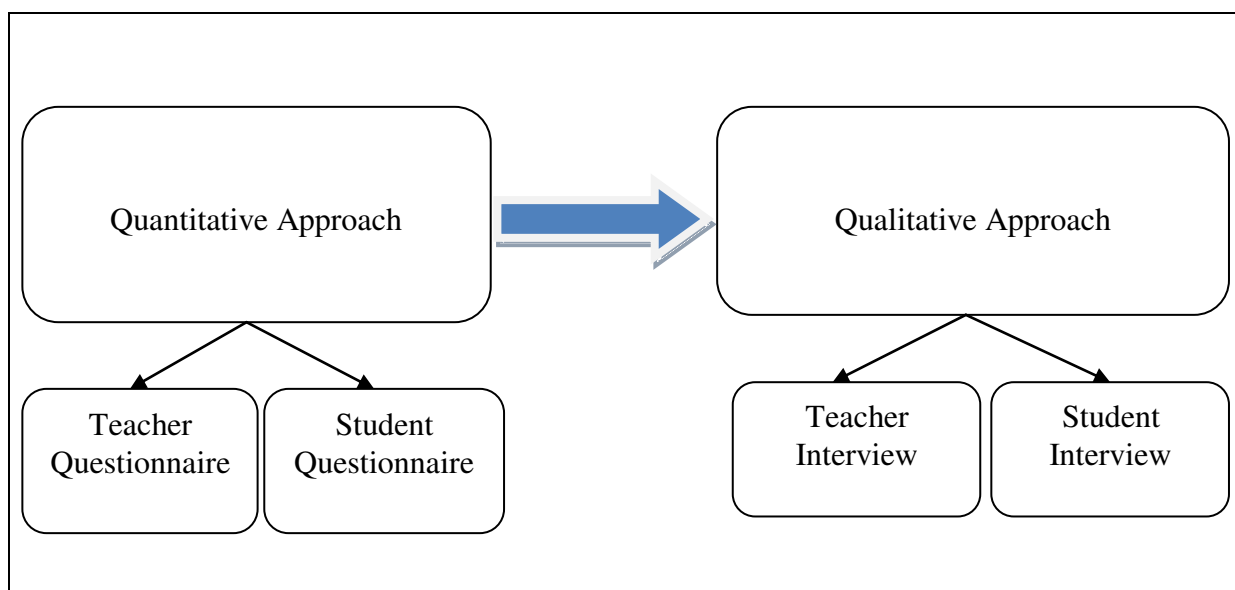 Quantitative Approach
Qualitative Approach
Teacher
Questionnaire
Student
Questionnaire
Teacher
Interview
Student
Interview